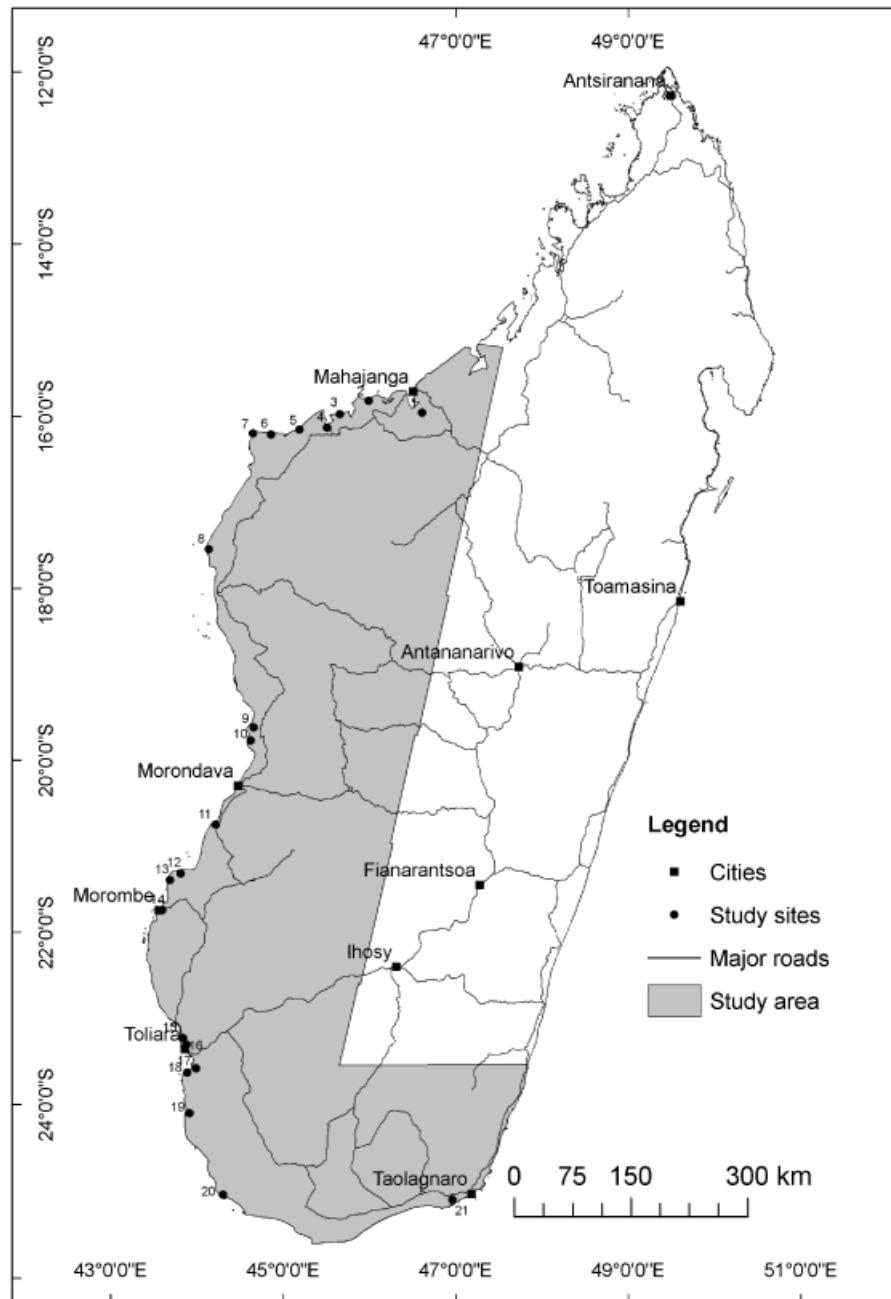 47°0'0"E 49°0'0"E
12°0'0"S
Antsiranana
14°0'0"S
Mahajanga
3
16°0'0"S
7 6 5 4
8
18°0'0"S
Toamasina
Antananarivo
9
10
20°0'0"S
Morondava
11
Legend
Cities
Study sites
Major roads
Study area
13 12
Fianarantsoa
Morombe
14
22°0'0"S
Ihosy
15
Toliara
16
17
18
19
24°0'0"S
Taolagnaro
0 75 150 300 km
20
21
43°0'0"E 45°0'0"E 47°0'0"E 49°0'0"E 51°0'0"E